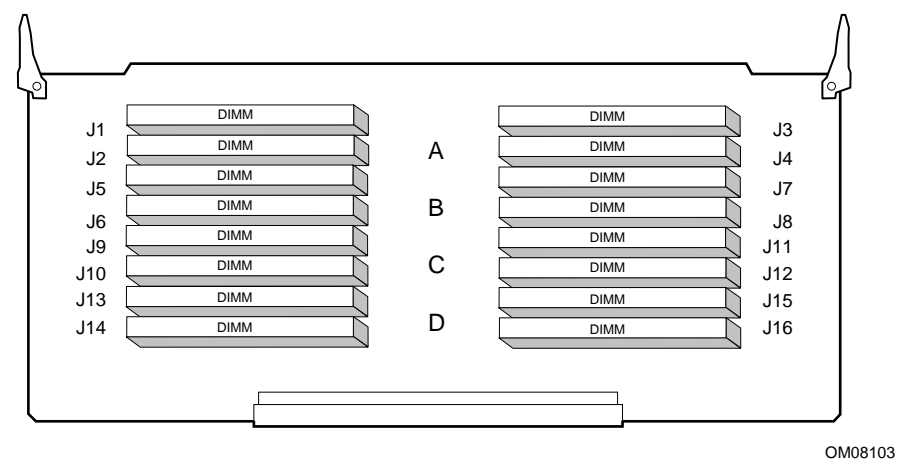 J1 DIMM DIMM J3
J2 DIMM A DIMM J4
J5 DIMM DIMM J7
J6 DIMM B DIMM J8
J9 DIMM DIMM J11
J10 DIMM C DIMM J12
J13 DIMM DIMM J15
J14 DIMM D DIMM J16
OM08103